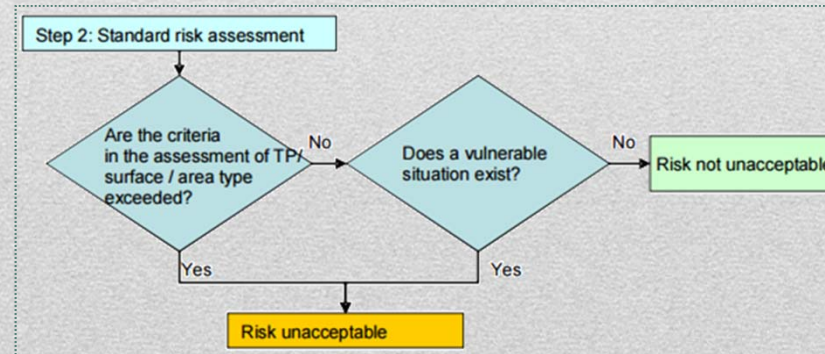 Step 2: Standard risk assessment
Are the criteria
in the assessment of TP/
surface / area type
exceeded?
No
Does a vulnerable
situation exist?
No
Risk not unacceptable
Yes
Yes
Risk unacceptable